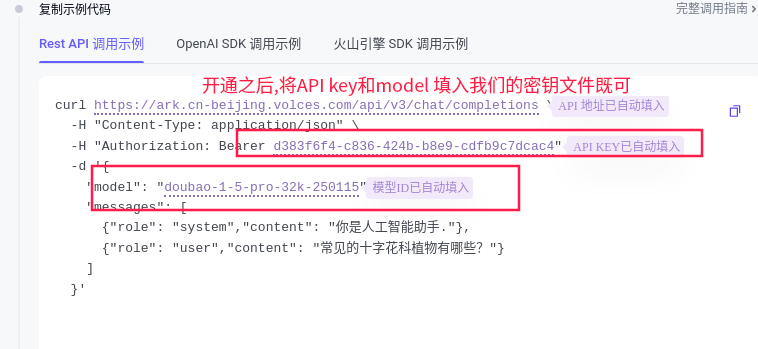 复制示例代码
完整调用指南
Rest API 调用示例
OpenAI SDK 调用示例
火山引擎 SDK 调用示例
开通之后,将API key和model 填入我们的密钥文件既可
curl https://ark.cn-beijing.volces.com/api/v3/chat/completions \ API 地址已自动填入
-H "Content-Type: application/json" \
-H "Authorization: Bearer d383f6f4-c836-424b-b8e9-cdfb9c7dcac4" API KEY已自动填入
-d '{
"model": "doubao-1-5-pro-32k-250115" 模型ID已自动填入
"messages": [
{"role": "system","content": "你是人工智能助手."},
{"role": "user","content": "常见的十字花科植物有哪些？"}
]
}'